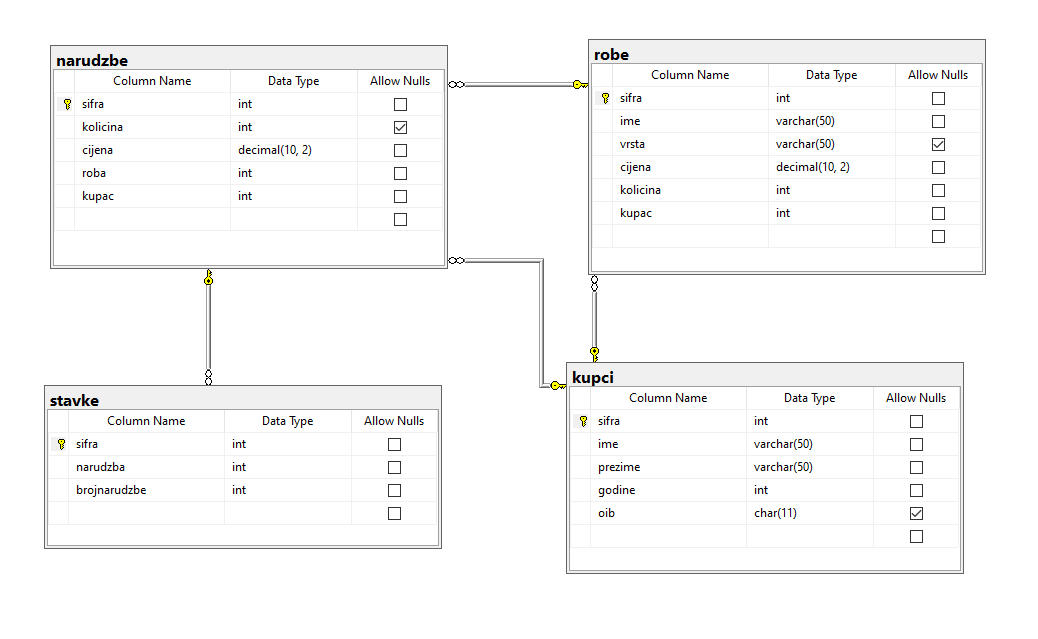 narudzbe
Column Name Data Type Allow Nulls
sifra int
kolicina int
cijena decimal(10, 2)
roba int
kupac int
robe
Column Name Data Type Allow Nulls
sifra int
ime varchar(50)
vrsta varchar(50)
cijena decimal(10, 2)
kolicina int
kupac int
stavke
Column Name Data Type Allow Nulls
sifra int
narudzba int
brojnarudzbe int
kupci
Column Name Data Type Allow Nulls
sifra int
ime varchar(50)
prezime varchar(50)
godine int
oib char(11)